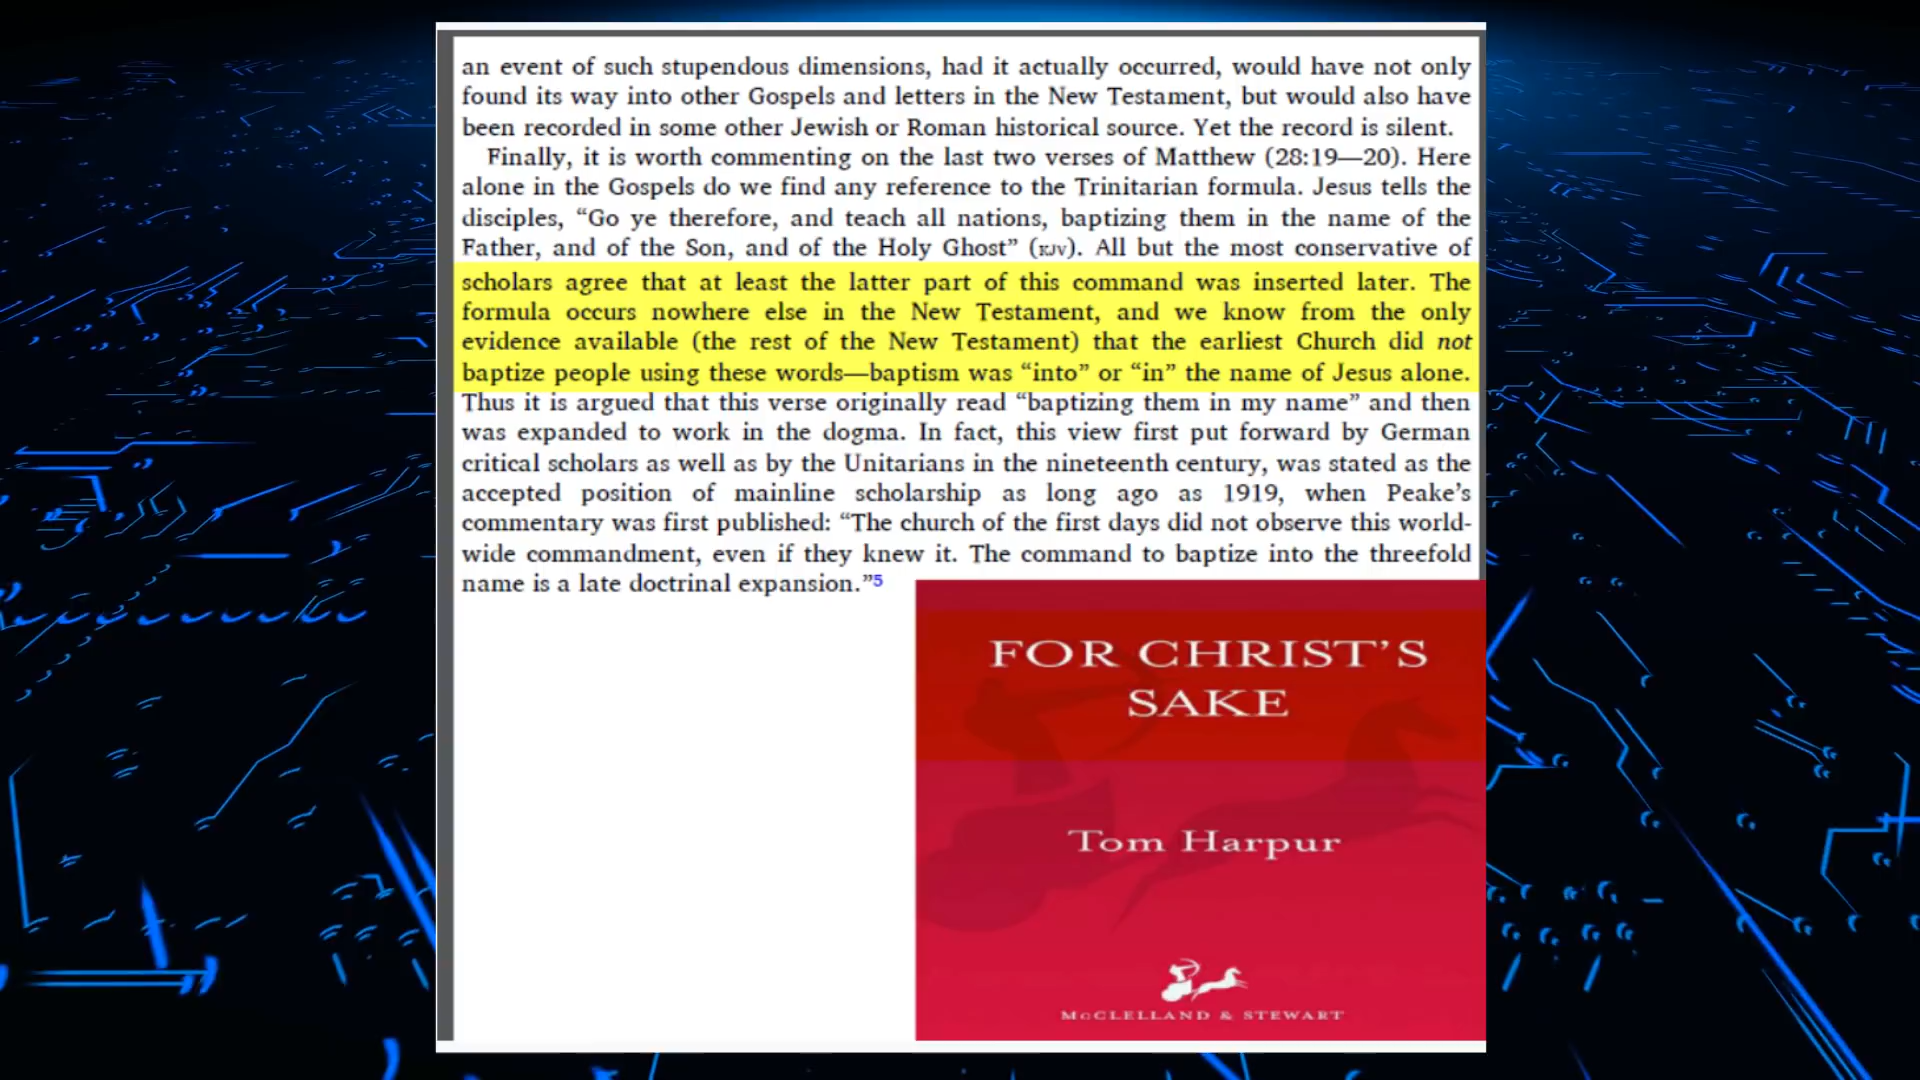 an event of such stupendous dimensions, had it actually occurred, would have not only
found its way into other Gospels and letters in the New Testament, but would also have
been recorded in some other Jewish or Roman historical source. Yet the record is silent.
Finally, it is worth commenting on the last two verses of Matthew (28:19—20). Here
alone in the Gospels do we find any reference to the Trinitarian formula. Jesus tells the
disciples, “Go ye therefore, and teach all nations, baptizing them in the name of the
Father, and of the Son, and of the Holy Ghost” (KJV). All but the most conservative of
scholars agree that at least the latter part of this command was inserted later. The
formula occurs nowhere else in the New Testament, and we know from the only
evidence available (the rest of the New Testament) that the earliest Church did not
baptize people using these words—baptism was “into” or “in” the name of Jesus alone.
Thus it is argued that this verse originally read “baptizing them in my name” and then
was expanded to work in the dogma. In fact, this view first put forward by German
critical scholars as well as by the Unitarians in the nineteenth century, was stated as the
accepted position of mainline scholarship as long ago as 1919, when Peake’s
commentary was first published: “The church of the first days did not observe this world-
wide commandment, even if they knew it. The command to baptize into the threefold
name is a late doctrinal expansion.”5
FOR CHRIST’S
SAKE
Tom Harpur
McCLELLAND & STEWART